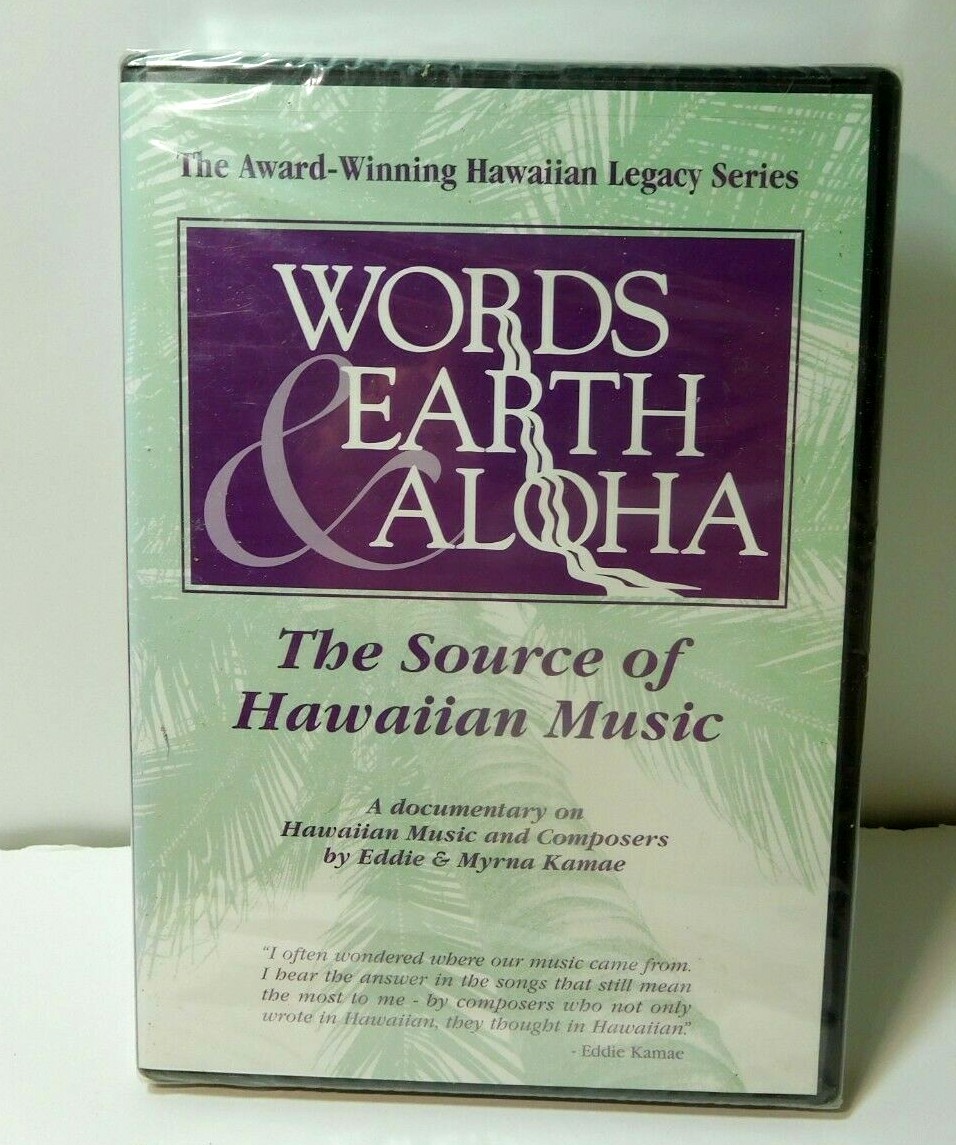 The Award-Winning Hawaiian Legacy Series
WORDS
EARTH
& ALOHA
The Source of
Hawaiian Music
A documentary on
Hawaiian Music and Composers
by Eddie & Myrna Kamae
"I often wondered where our music came from.
I hear the answer in the songs that still mean
the most to me - by composers who not only
wrote in Hawaiian, they thought in Hawaiian."
- Eddie Kamae